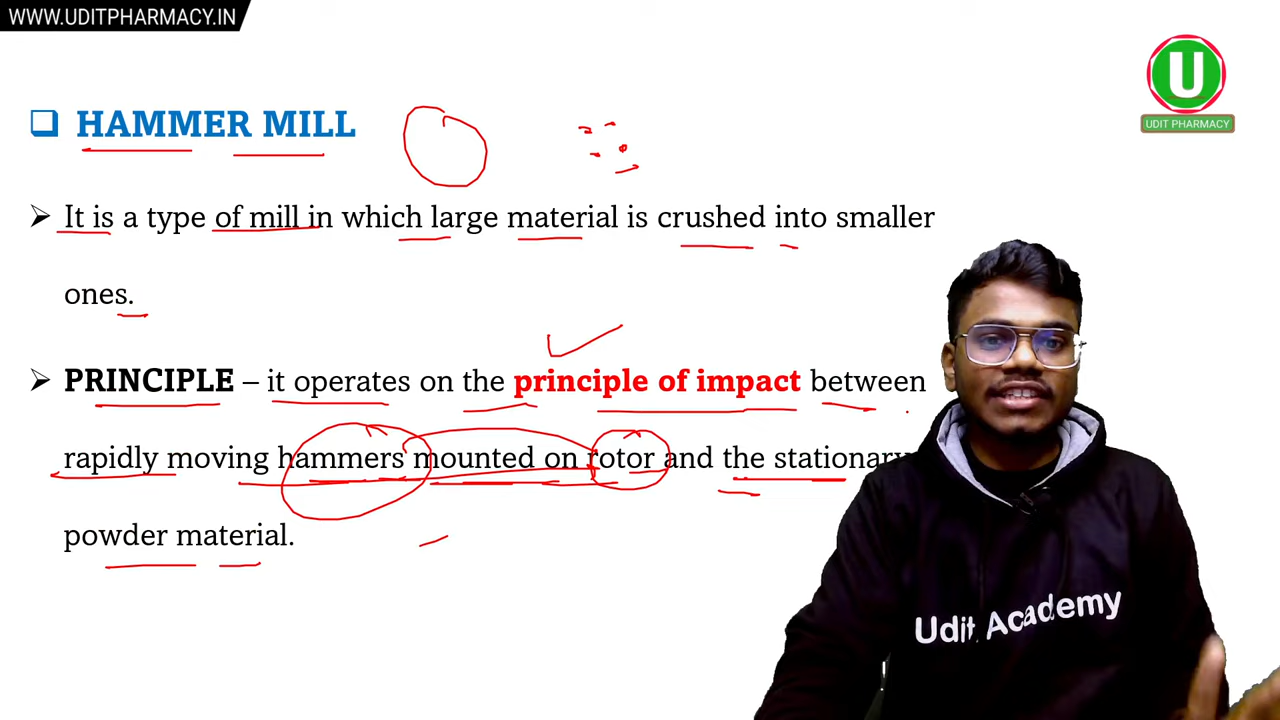 WWW.UDITPHARMACY.IN
U
UDIT PHARMACY
❑ HAMMER MILL
➤ It is a type of mill in which large material is crushed into smaller
ones.
➤ PRINCIPLE – it operates on the principle of impact between
rapidly moving hammers mounted on rotor and the stationary
powder material.
Udit Academy